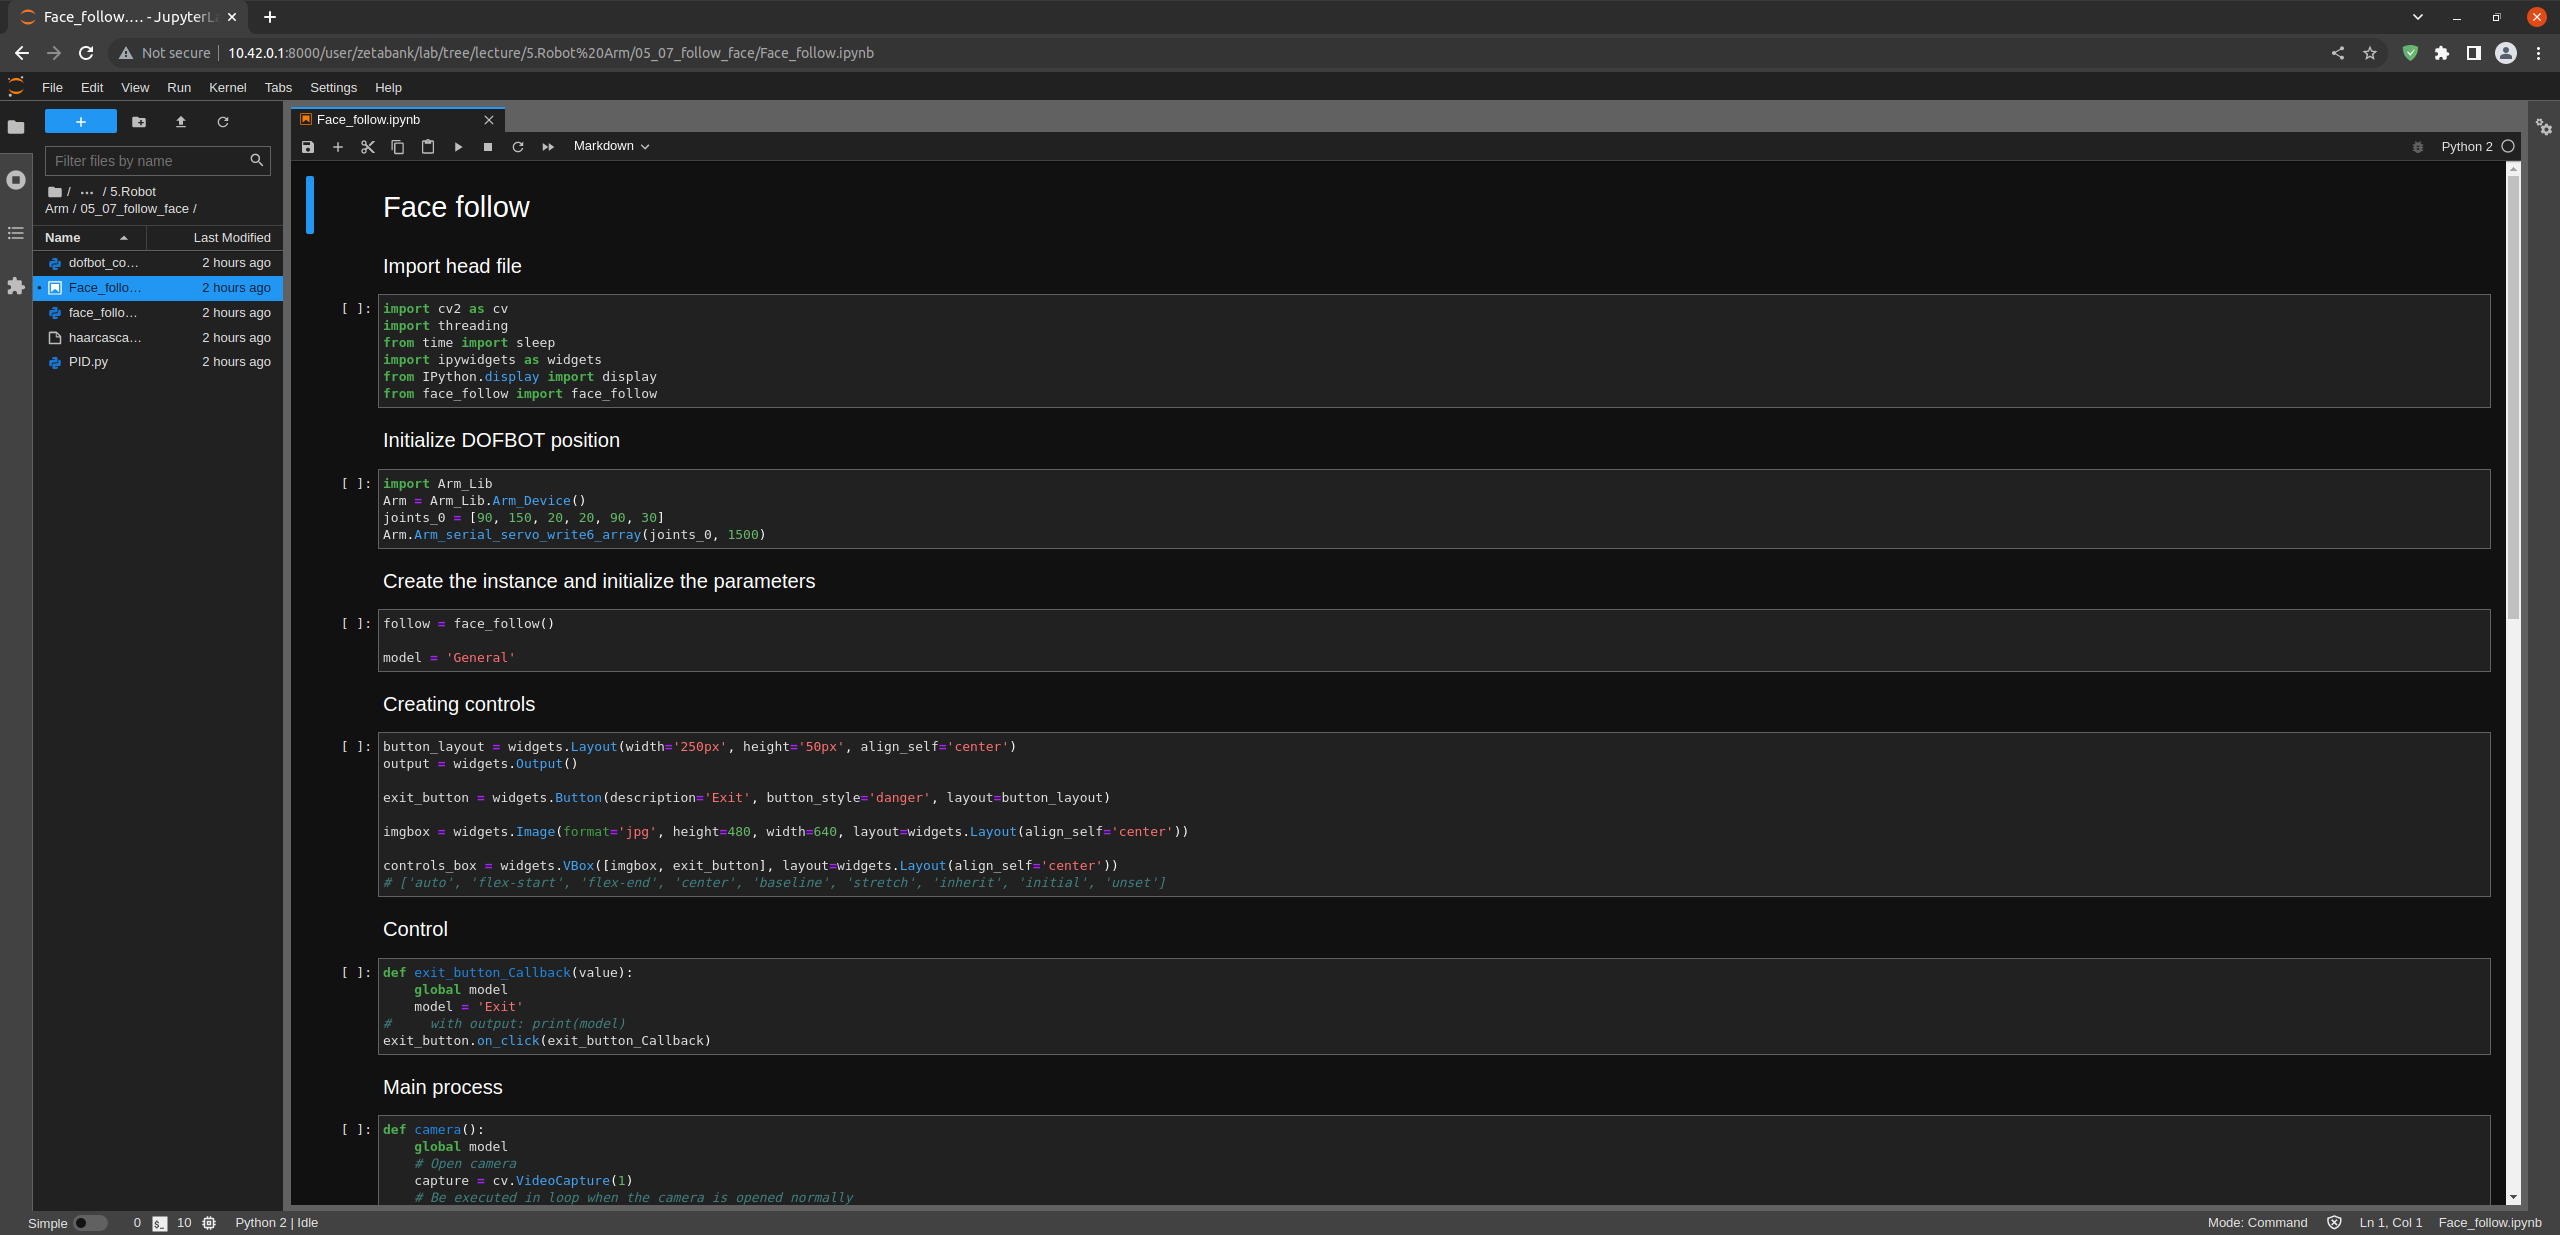 Face_follow.... - JupyterLa
Not secure
10.42.0.1:8000/user/zetabank/lab/tree/lecture/5.Robot%20Arm/05_07_follow_face/Face_follow.ipynb
File Edit View Run Kernel Tabs Settings Help
Filter files by name
/ ... / 5.Robot
Arm / 05_07_follow_face /
Name Last Modified
dofbot_co... 2 hours ago
Face_follo... 2 hours ago
face_follo... 2 hours ago
haarcasca... 2 hours ago
PID.py 2 hours ago
Face_follow.ipynb
Markdown
Python 2
Face follow
Import head file
[ ]: import cv2 as cv
import threading
from time import sleep
import ipywidgets as widgets
from IPython.display import display
from face_follow import face_follow
Initialize DOFBOT position
[ ]: import Arm_Lib
Arm = Arm_Lib.Arm_Device()
joints_0 = [90, 150, 20, 20, 90, 30]
Arm.Arm_serial_servo_write6_array(joints_0, 1500)
Create the instance and initialize the parameters
[ ]: follow = face_follow()
model = 'General'
Creating controls
[ ]: button_layout = widgets.Layout(width='250px', height='50px', align_self='center')
output = widgets.Output()
exit_button = widgets.Button(description='Exit', button_style='danger', layout=button_layout)
imgbox = widgets.Image(format='jpg', height=480, width=640, layout=widgets.Layout(align_self='center'))
controls_box = widgets.VBox([imgbox, exit_button], layout=widgets.Layout(align_self='center'))
# ['auto', 'flex-start', 'flex-end', 'center', 'baseline', 'stretch', 'inherit', 'initial', 'unset']
Control
[ ]: def exit_button_Callback(value):
    global model
    model = 'Exit'
#     with output: print(model)
exit_button.on_click(exit_button_Callback)
Main process
[ ]: def camera():
    global model
    # Open camera
    capture = cv.VideoCapture(1)
    # Be executed in loop when the camera is opened normally
Simple 0 $_ 10 Python 2 | Idle
Mode: Command Ln 1, Col 1 Face_follow.ipynb